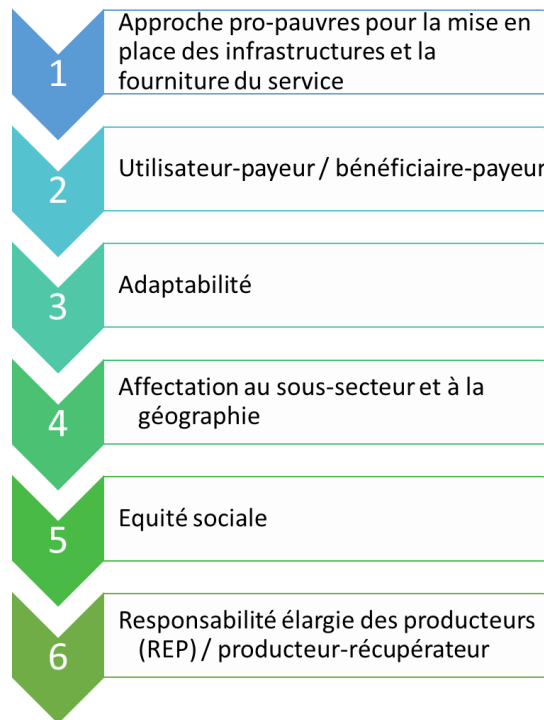 1
Approche pro-pauvres pour la mise en
place des infrastructures et la
fourniture du service
2
Utilisateur-payeur / bénéficiaire-payeur
3
Adaptabilité
4
Affectation au sous-secteur et à la
géographie
5
Equité sociale
6
Responsabilité élargie des producteurs
(REP) / producteur-récupérateur